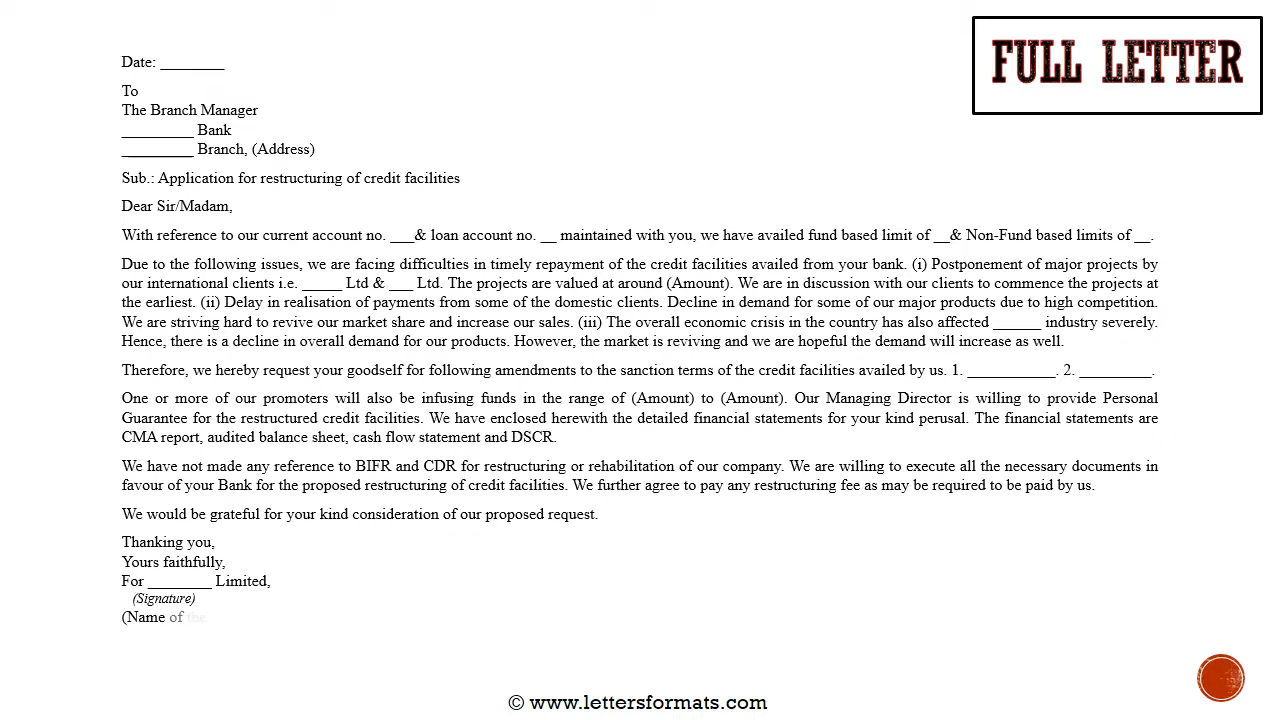 FULL LETTER
Date: ________
To
The Branch Manager
_________ Bank
_________ Branch, (Address)
Sub.: Application for restructuring of credit facilities
Dear Sir/Madam,
With reference to our current account no. ___& loan account no. __ maintained with you, we have availed fund based limit of __& Non-Fund based limits of __.
Due to the following issues, we are facing difficulties in timely repayment of the credit facilities availed from your bank. (i) Postponement of major projects by
our international clients i.e. _____ Ltd & ___ Ltd. The projects are valued at around (Amount). We are in discussion with our clients to commence the projects at
the earliest. (ii) Delay in realisation of payments from some of the domestic clients. Decline in demand for some of our major products due to high competition.
We are striving hard to revive our market share and increase our sales. (iii) The overall economic crisis in the country has also affected ______ industry severely.
Hence, there is a decline in overall demand for our products. However, the market is reviving and we are hopeful the demand will increase as well.
Therefore, we hereby request your goodself for following amendments to the sanction terms of the credit facilities availed by us. 1. ___________. 2. _________.
One or more of our promoters will also be infusing funds in the range of (Amount) to (Amount). Our Managing Director is willing to provide Personal
Guarantee for the restructured credit facilities. We have enclosed herewith the detailed financial statements for your kind perusal. The financial statements are
CMA report, audited balance sheet, cash flow statement and DSCR.
We have not made any reference to BIFR and CDR for restructuring or rehabilitation of our company. We are willing to execute all the necessary documents in
favour of your Bank for the proposed restructuring of credit facilities. We further agree to pay any restructuring fee as may be required to be paid by us.
We would be grateful for your kind consideration of our proposed request.
Thanking you,
Yours faithfully,
For ________ Limited,
(Signature)
(Name of the
© www.lettersformats.com